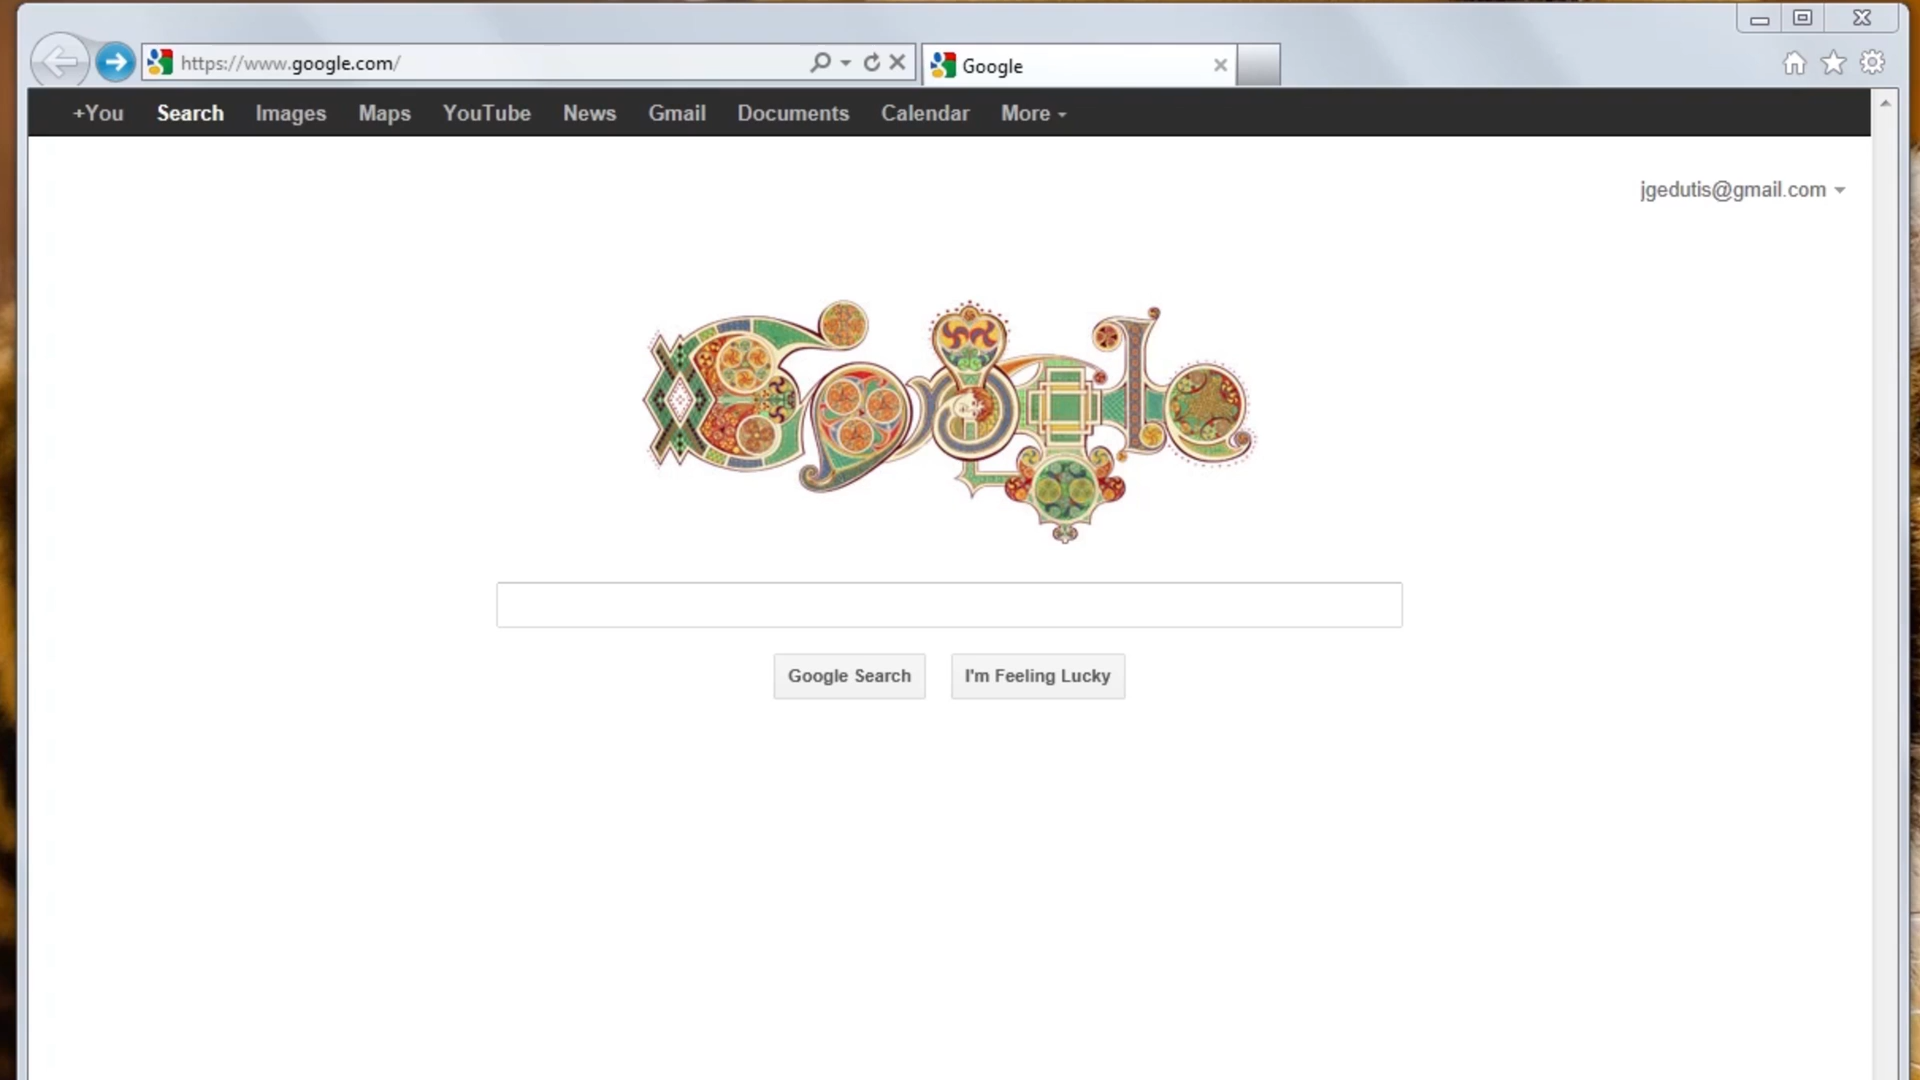 https://www.google.com/
Google
+You Search Images Maps YouTube News Gmail Documents Calendar More
jgedutis@gmail.com
Google
Google Search I'm Feeling Lucky